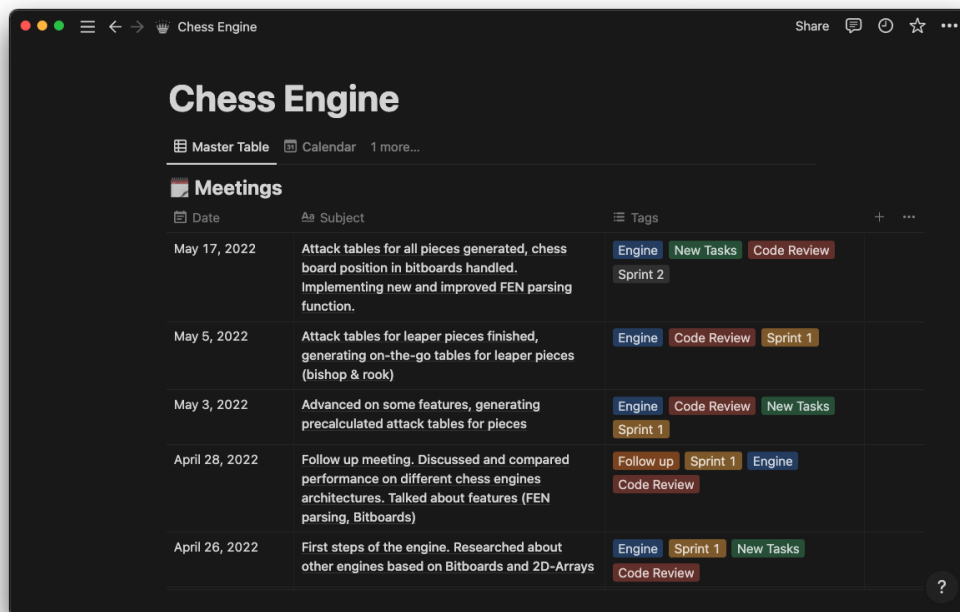 Chess Engine
Share
Chess Engine
Master Table
Calendar
1 more...
Meetings
Date
Aa Subject
Tags
May 17, 2022
Attack tables for all pieces generated, chess
board position in bitboards handled.
Implementing new and improved FEN parsing
function.
Engine New Tasks Code Review
Sprint 2
May 5, 2022
Attack tables for leaper pieces finished,
generating on-the-go tables for leaper pieces
(bishop & rook)
Engine Code Review Sprint 1
May 3, 2022
Advanced on some features, generating
precalculated attack tables for pieces
Engine Code Review New Tasks
Sprint 1
April 28, 2022
Follow up meeting. Discussed and compared
performance on different chess engines
architectures. Talked about features (FEN
parsing, Bitboards)
Follow up Sprint 1 Engine
Code Review
April 26, 2022
First steps of the engine. Researched about
other engines based on Bitboards and 2D-Arrays
Engine Sprint 1 New Tasks
Code Review
?